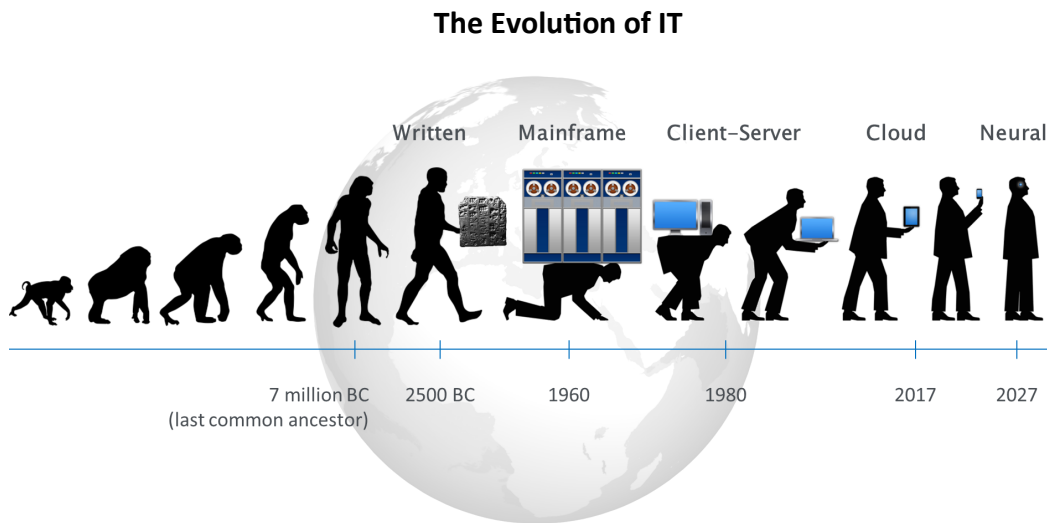 The Evolution of IT
Written Mainframe Client-Server Cloud Neural
7 million BC 2500 BC 1960 1980 2017 2027
(last common ancestor)